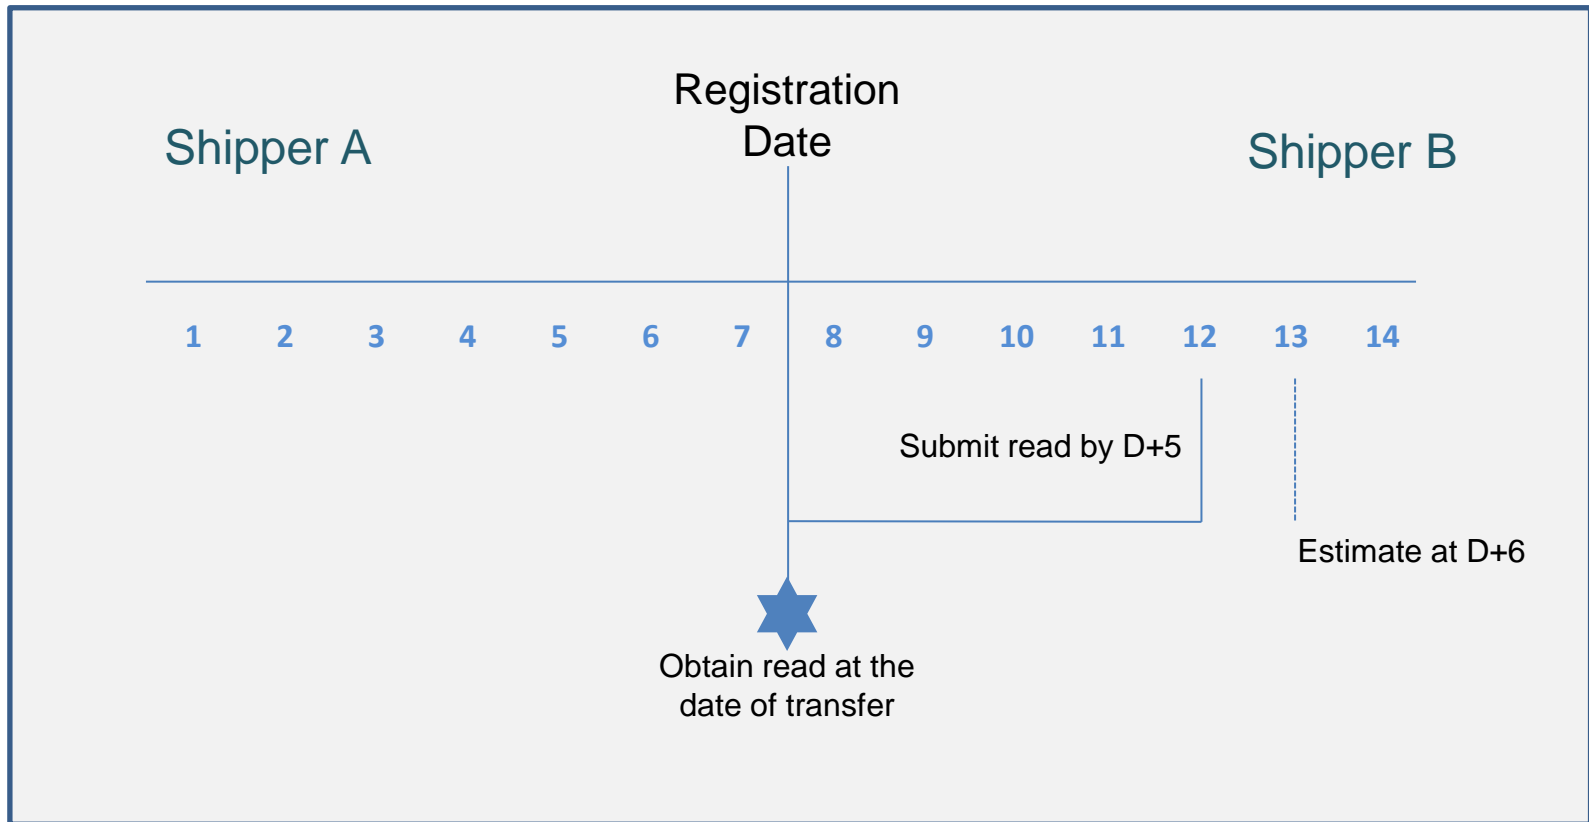 Registration
Date
Shipper A
Shipper B
1 2 3 4 5 6 7 8 9 10 11 12 13 14
Submit read by D+5
Estimate at D+6
Obtain read at the
date of transfer